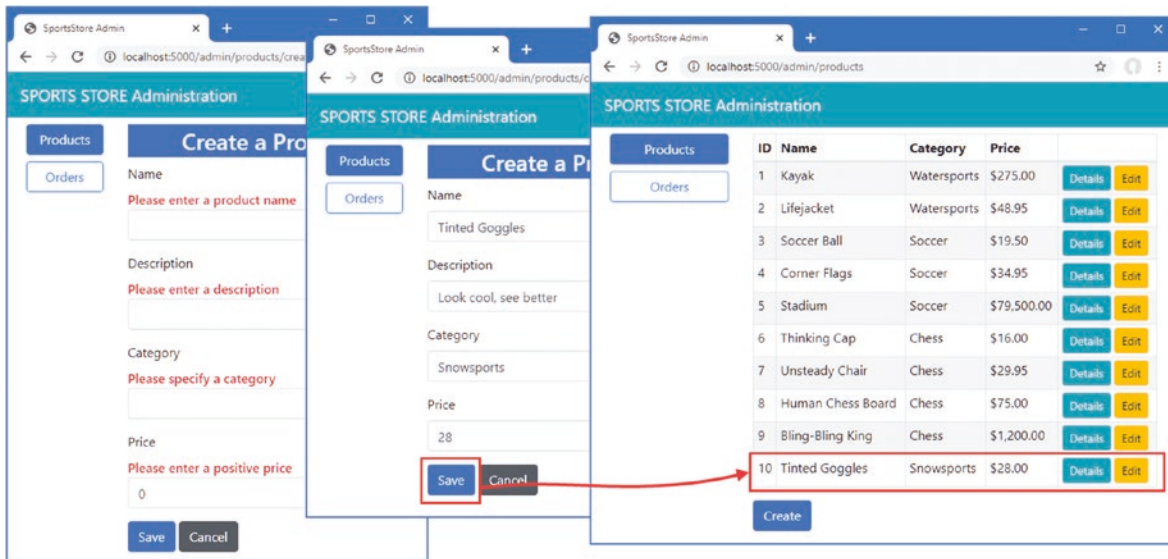 SportsStore Admin
localhost:5000/admin/products/crea
SPORTS STORE Administration
Products
Orders
Create a Pro
Name
Please enter a product name
Description
Please enter a description
Category
Please specify a category
Price
Please enter a positive price
0
Save Cancel
SportsStore Admin
localhost:5000/admin/products/c
SPORTS STORE Administration
Products
Orders
Create a P
Name
Tinted Goggles
Description
Look cool, see better
Category
Snowsports
Price
28
Save Cancel
SportsStore Admin
localhost:5000/admin/products
SPORTS STORE Administration
Products
Orders
ID Name Category Price
1 Kayak Watersports $275.00 Details Edit
2 Lifejacket Watersports $48.95 Details Edit
3 Soccer Ball Soccer $19.50 Details Edit
4 Corner Flags Soccer $34.95 Details Edit
5 Stadium Soccer $79,500.00 Details Edit
6 Thinking Cap Chess $16.00 Details Edit
7 Unsteady Chair Chess $29.95 Details Edit
8 Human Chess Board Chess $75.00 Details Edit
9 Bling-Bling King Chess $1,200.00 Details Edit
10 Tinted Goggles Snowsports $28.00 Details Edit
Create